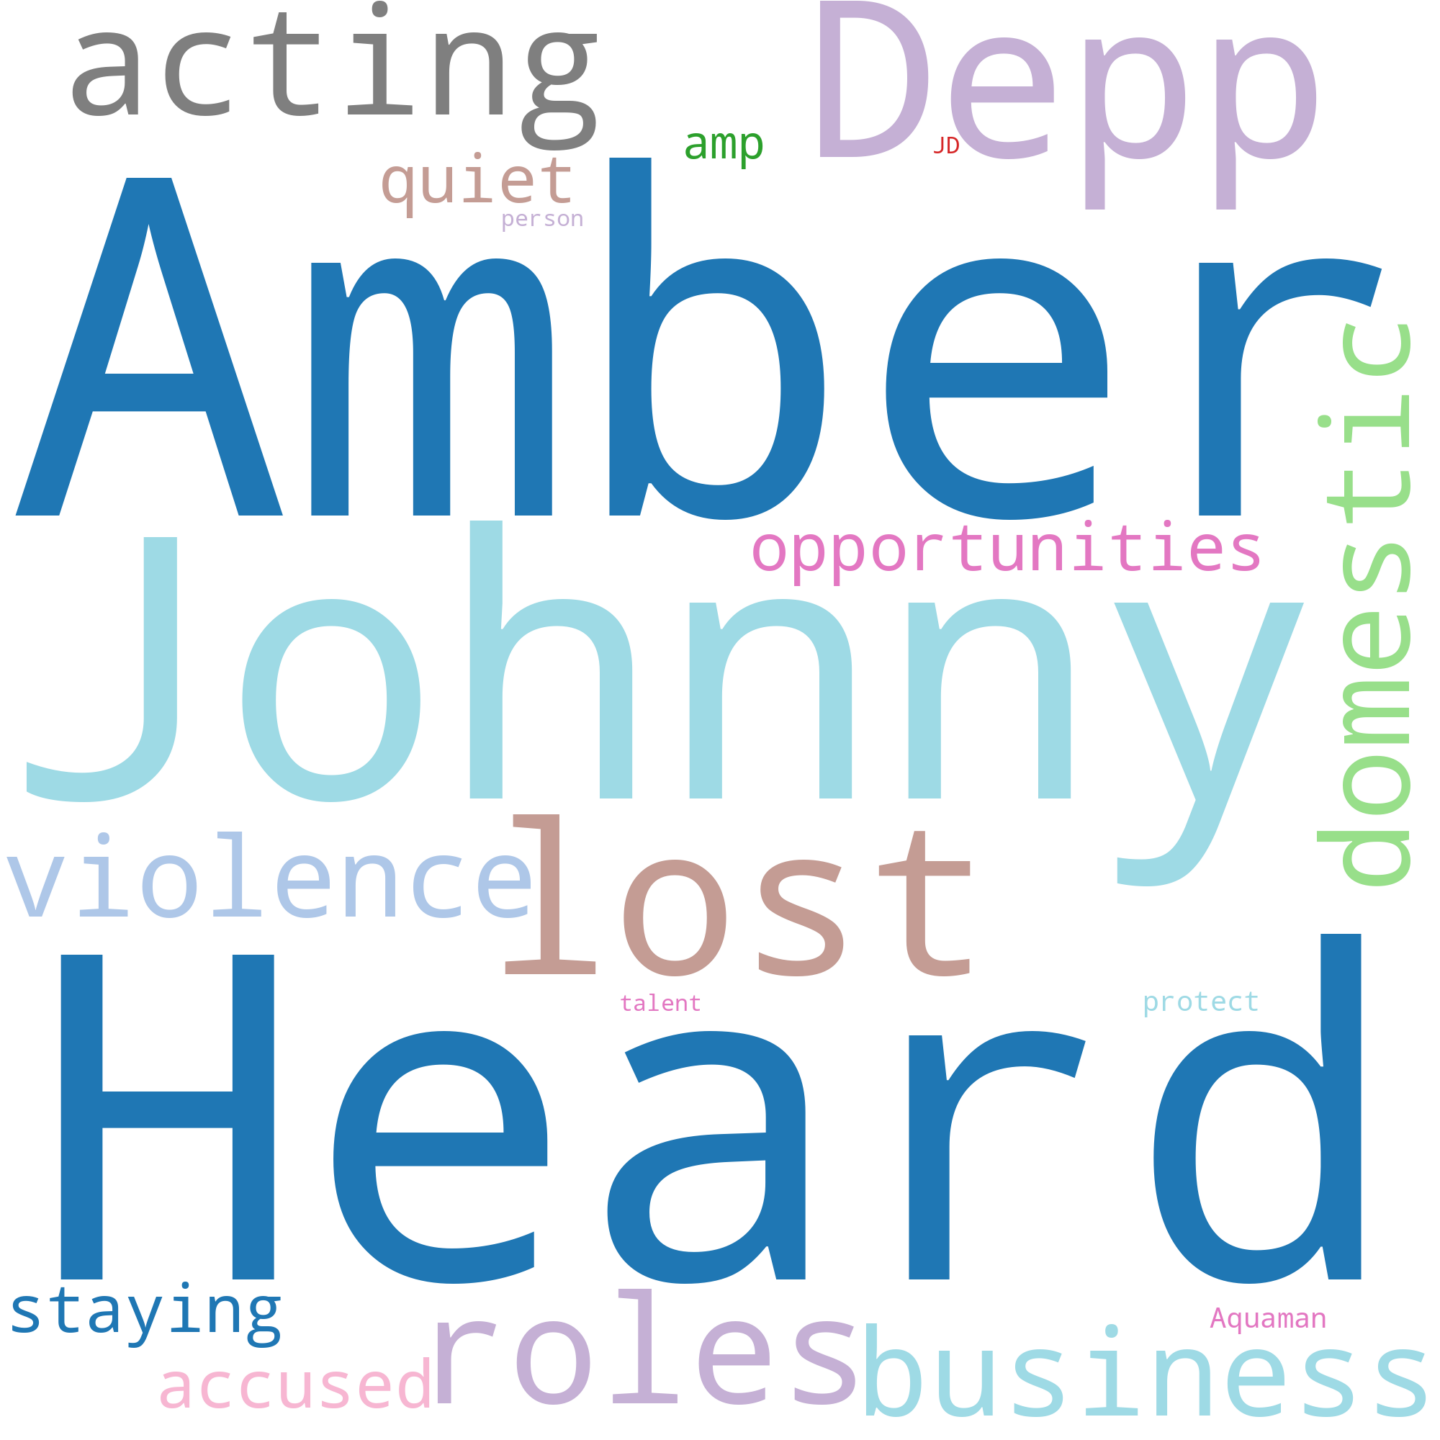 acting
Depp
amp
JD
quiet
person
Amber
domestic
opportunities
Johnny
violence
lost
talent
protect
Heard
staying
roles
Aquaman
accused
business